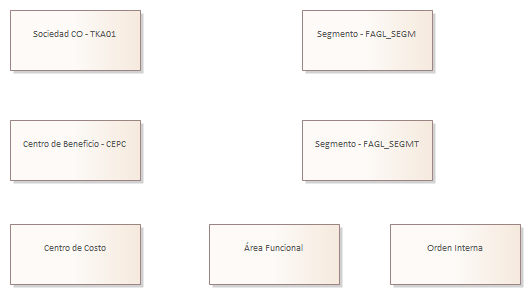 Sociedad CO - TKA01
Segmento - FAGL_SEGM
Centro de Beneficio - CEPC
Segmento - FAGL_SEGMT
Centro de Costo
Área Funcional
Orden Interna